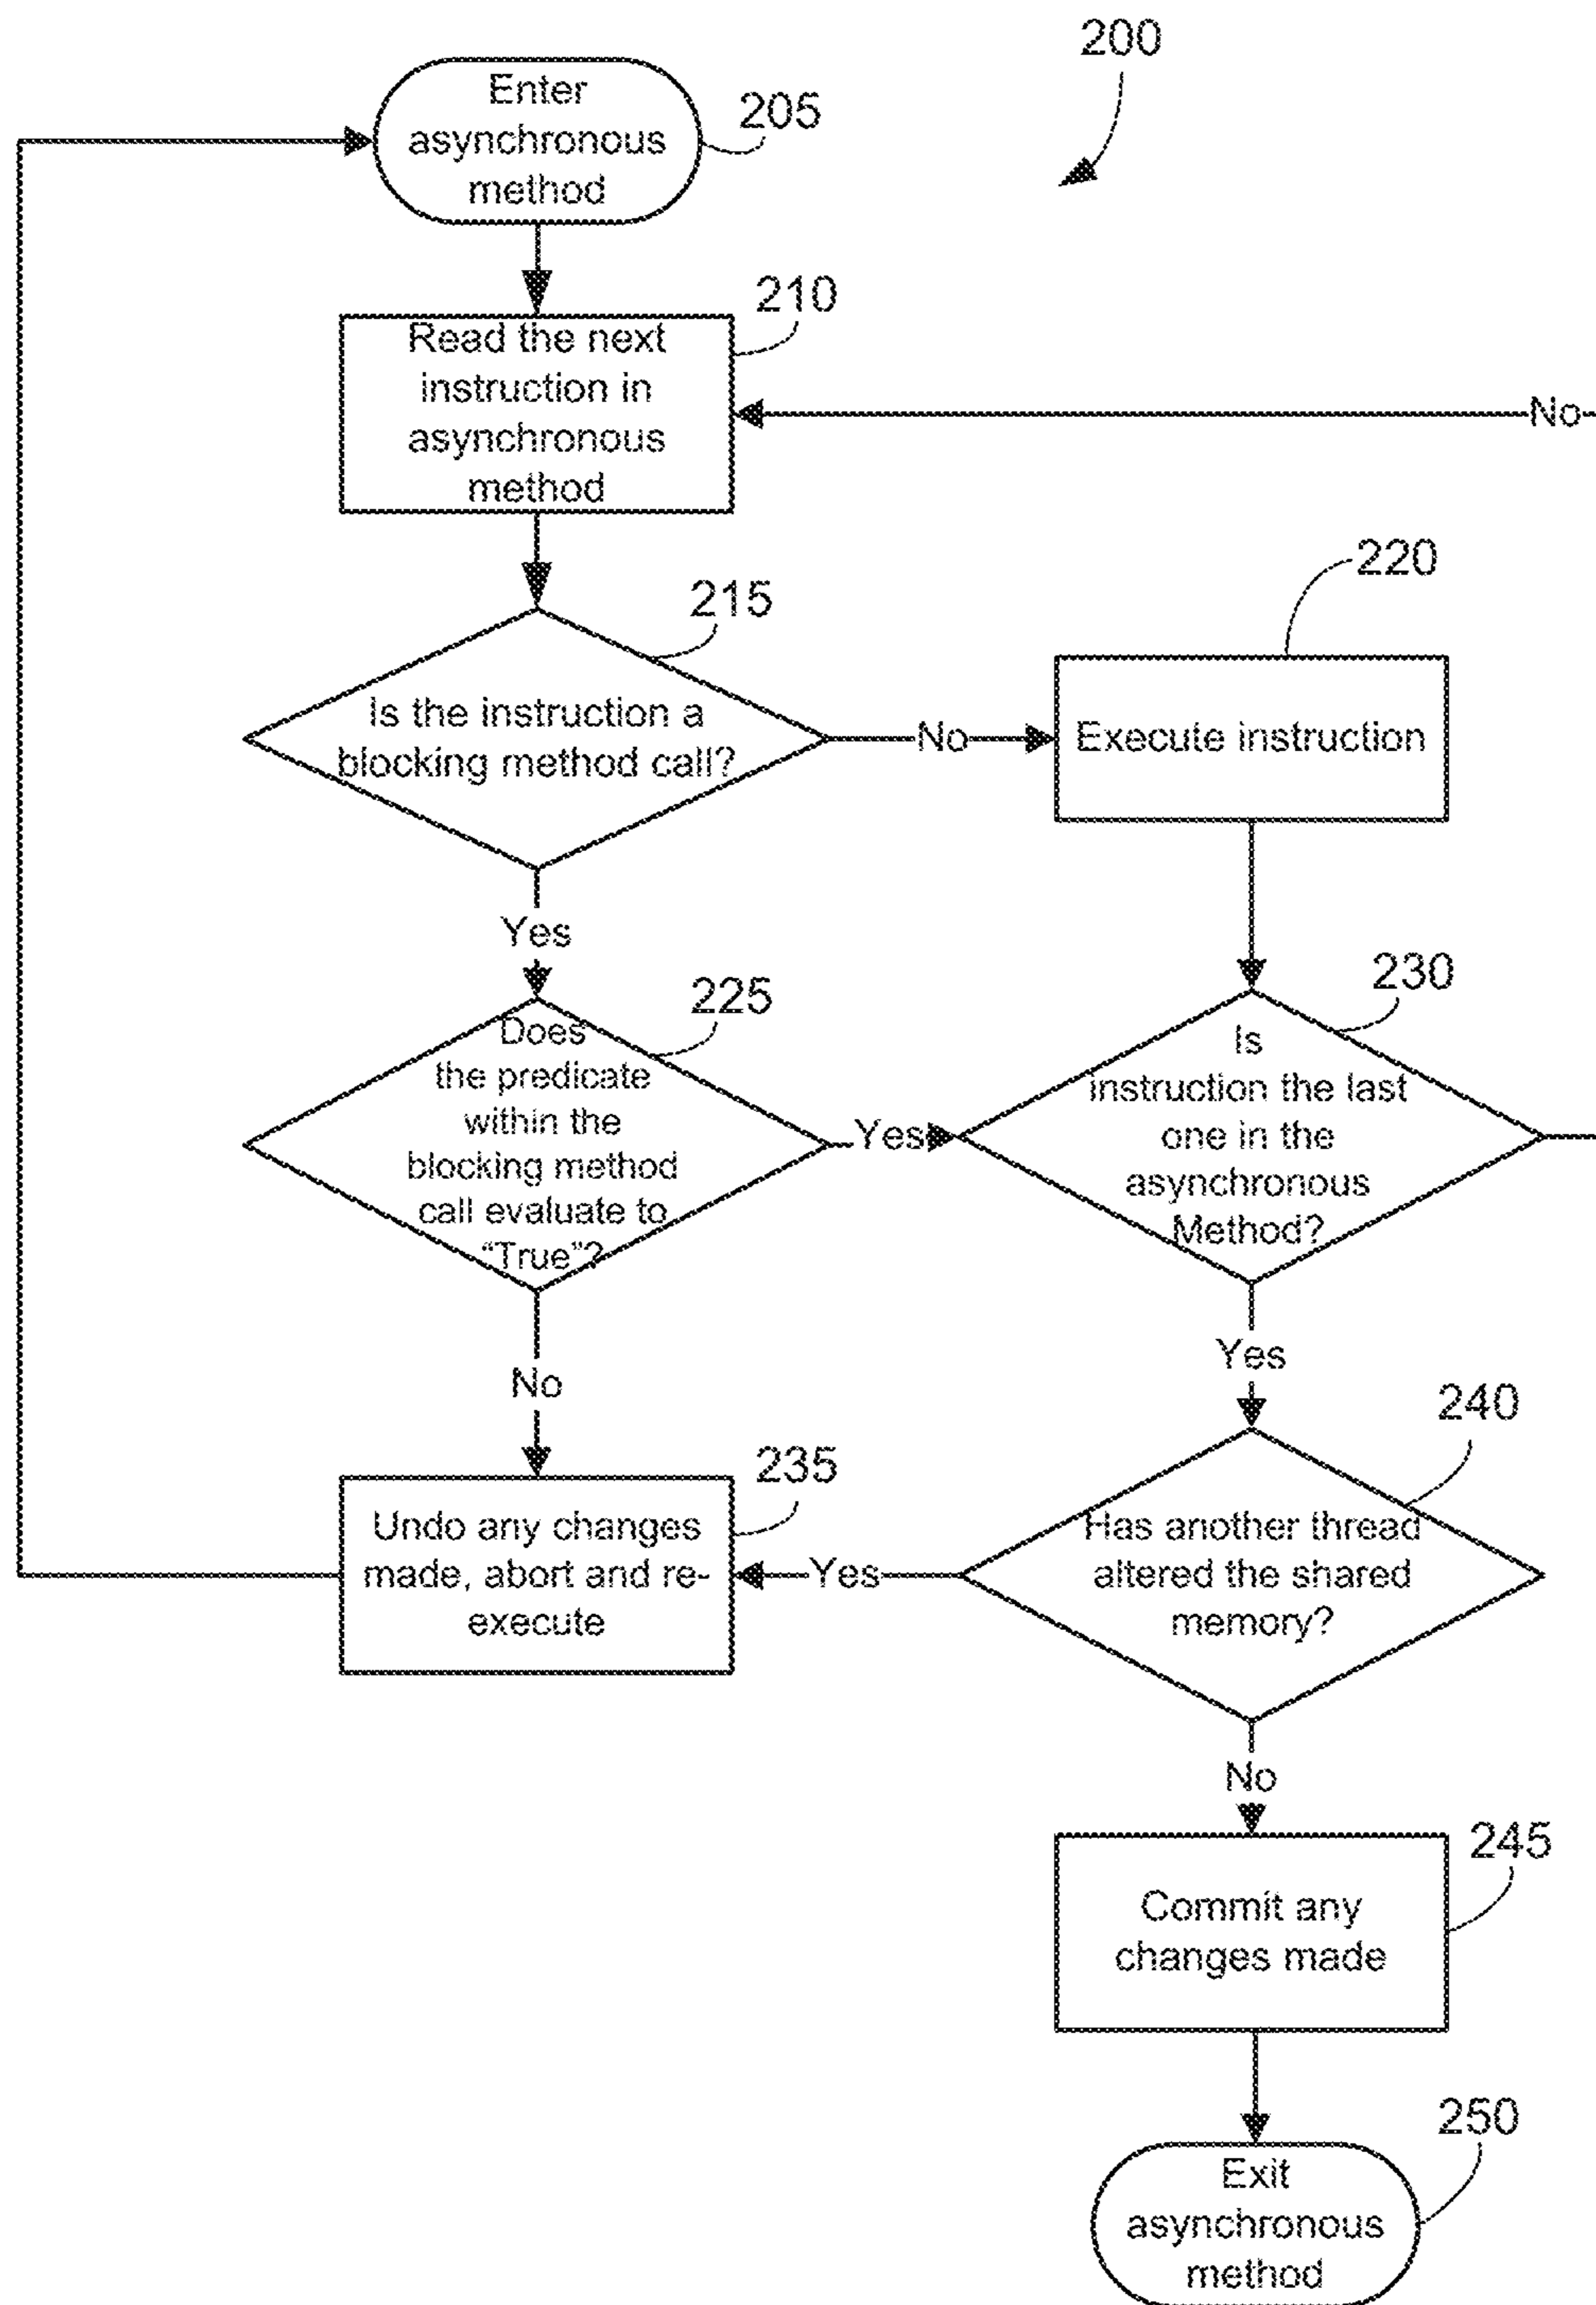 200
Enter
asynchronous
method
205
210
Read the next
instruction in
asynchronous
method
No
215
Is the instruction a
blocking method call?
No
220
Execute instruction
Yes
225
Does
the predicate
within the
blocking method
call evaluate to
“True”?
Yes
230
Is
instruction the last
one in the
asynchronous
Method?
No
Yes
235
Undo any changes
made, abort and re-
execute
Yes
240
Has another thread
altered the shared
memory?
No
245
Commit any
changes made
250
Exit
asynchronous
method